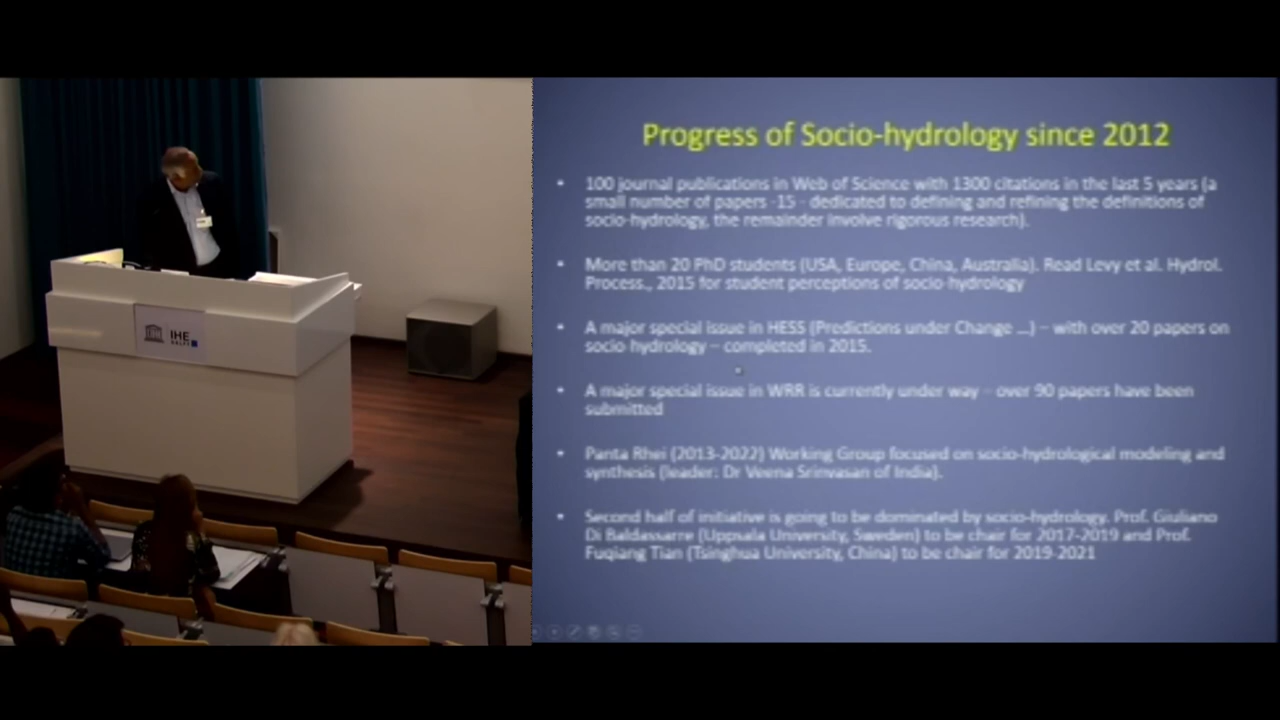 IHE
DELFT
Progress of Socio-hydrology since 2012
• 100 journal publications in Web of Science with 1300 citations in the last 5 years (a
small number of papers -15 - dedicated to defining and refining the definitions of
socio-hydrology, the remainder involve rigorous research).
• More than 20 PhD students (USA, Europe, China, Australia). Read Levy et al. Hydrol.
Process., 2015 for student perceptions of socio-hydrology
• A major special issue in HESS (Predictions under Change ...) – with over 20 papers on
socio-hydrology – completed in 2015.
• A major special issue in WRR is currently under way – over 90 papers have been
submitted
• Panta Rhei (2013-2022) Working Group focused on socio-hydrological modeling and
synthesis (leader: Dr Veena Srinvasan of India).
• Second half of initiative is going to be dominated by socio-hydrology. Prof. Giuliano
Di Baldassarre (Uppsala University, Sweden) to be chair for 2017-2019 and Prof.
Fuqiang Tian (Tsinghua University, China) to be chair for 2019-2021